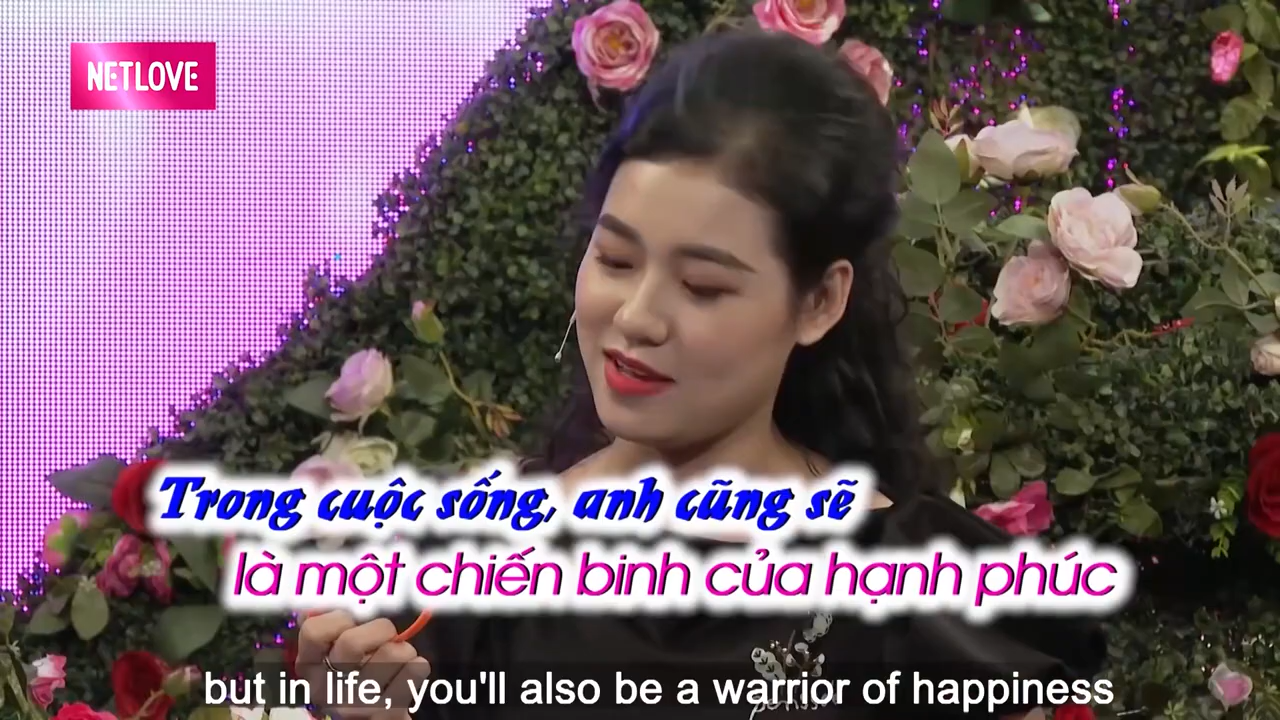 NETLOVE
Trong cuộc sống, anh cũng sẽ
là một chiến binh của hạnh phúc
but in life, you'll also be a warrior of happiness